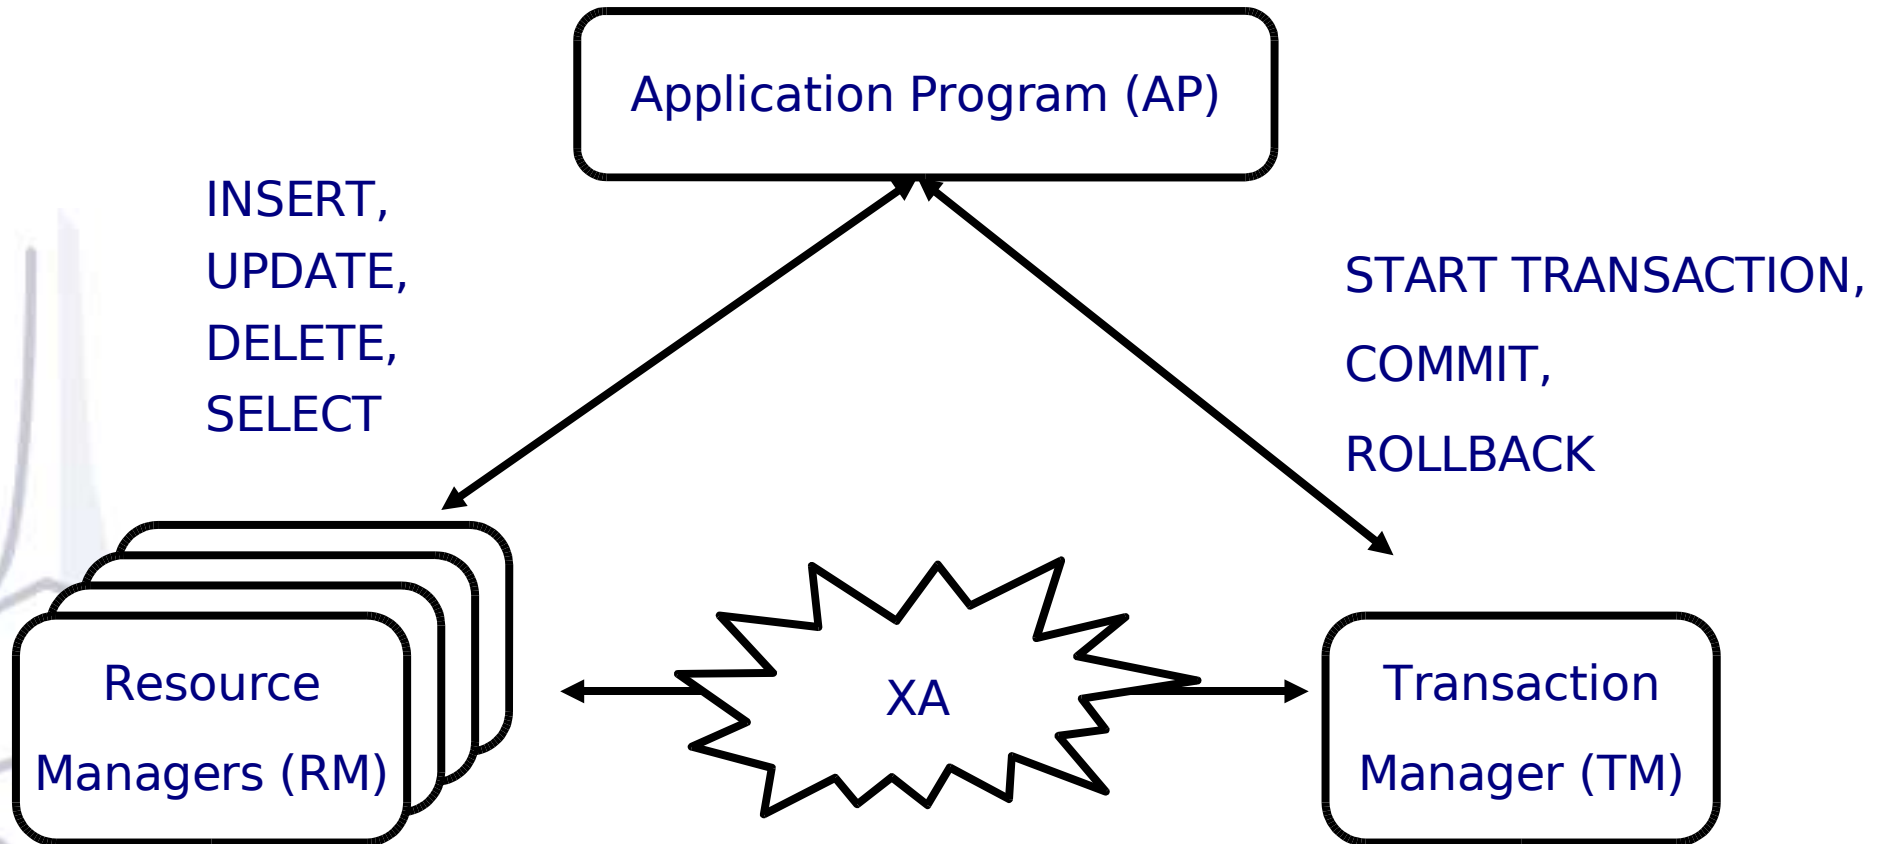 Application Program (AP)
INSERT,
UPDATE,
DELETE,
SELECT
START TRANSACTION,
COMMIT,
ROLLBACK
Resource
Managers (RM)
XA
Transaction
Manager (TM)